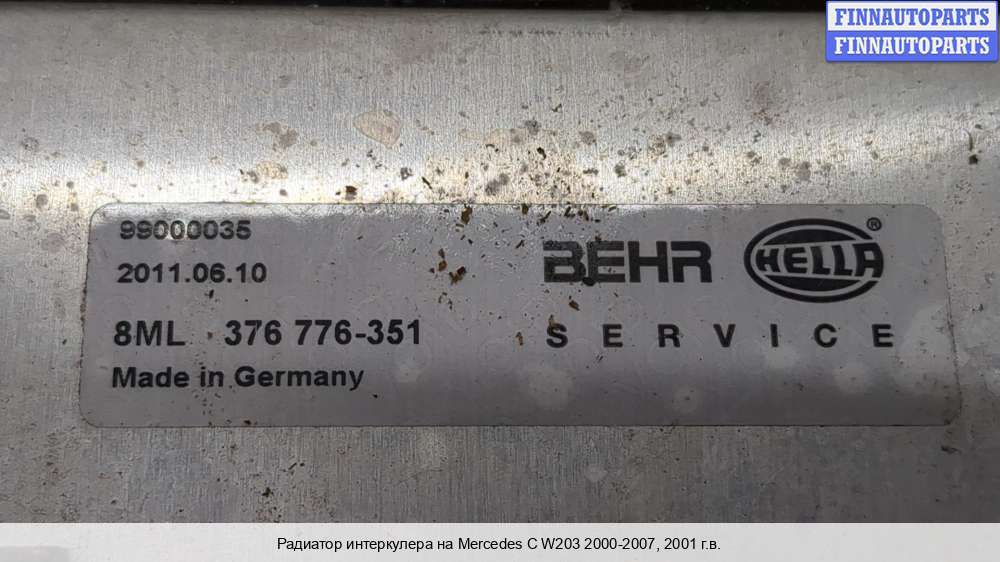 FINNAUTOPARTS
FINNAUTOPARTS
99000035
2011.06.10
BEHR HELLA ®
8ML 376 776-351
SERVICE
Made in Germany
Радиатор интеркулера на Mercedes C W203 2000-2007, 2001 г.в.